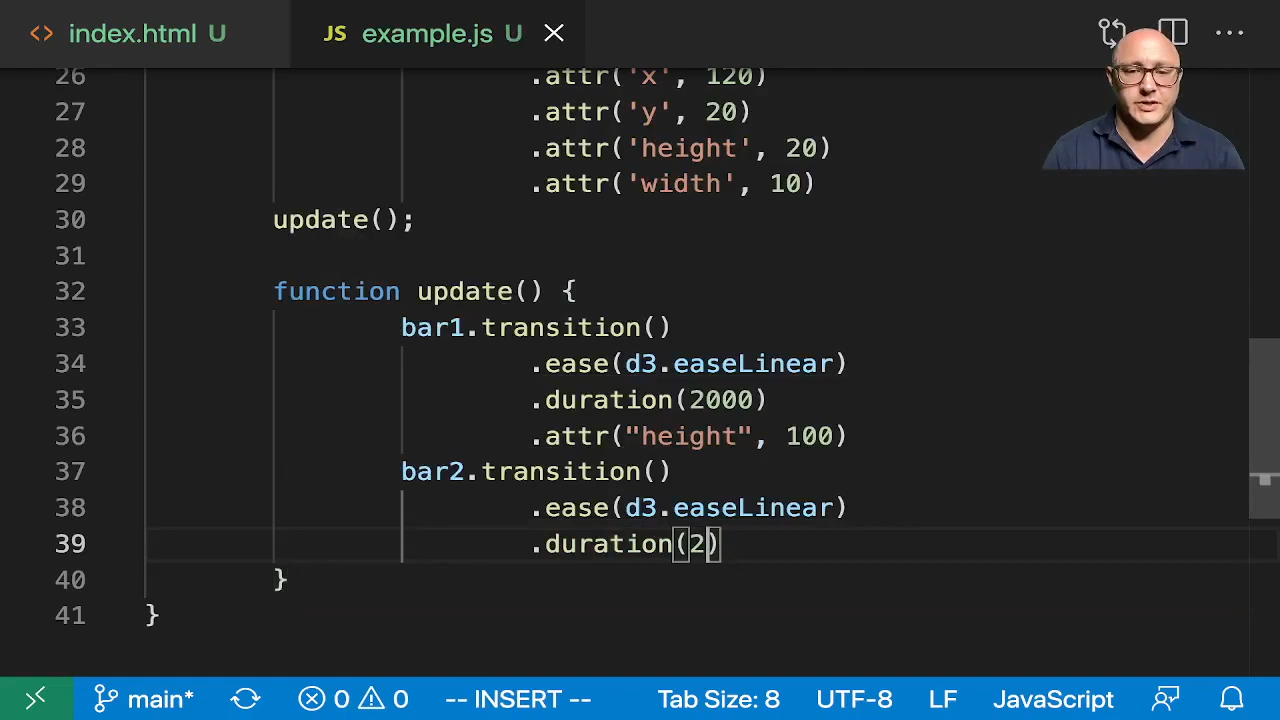 index.html U
JS example.js U
26 .attr('x', 120)
27 .attr('y', 20)
28 .attr('height', 20)
29 .attr('width', 10)
30 update();
31
32 function update() {
33 bar1.transition()
34 .ease(d3.easeLinear)
35 .duration(2000)
36 .attr("height", 100)
37 bar2.transition()
38 .ease(d3.easeLinear)
39 .duration(2)
40 }
41 }
main* 0 0 -- INSERT -- Tab Size: 8 UTF-8 LF JavaScript